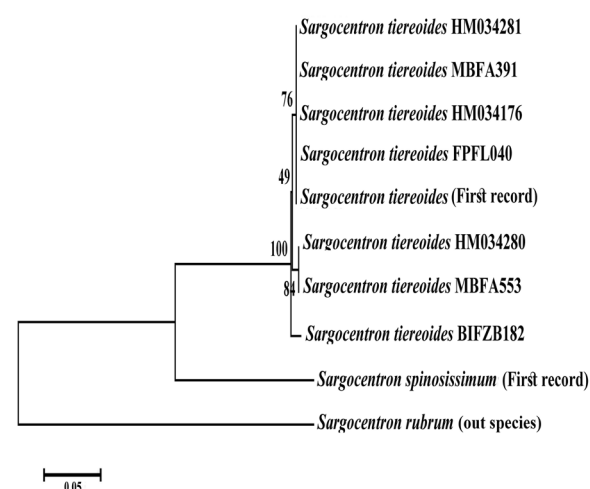 Sargocentron tiereoides HM034281
Sargocentron tiereoides MBFA391
76
Sargocentron tiereoides HM034176
Sargocentron tiereoides FPFL040
49
Sargocentron tiereoides (First record)
100
Sargocentron tiereoides HM034280
84
Sargocentron tiereoides MBFA553
Sargocentron tiereoides BIFZB182
Sargocentron spinosissimum (First record)
Sargocentron rubrum (out species)
0.05